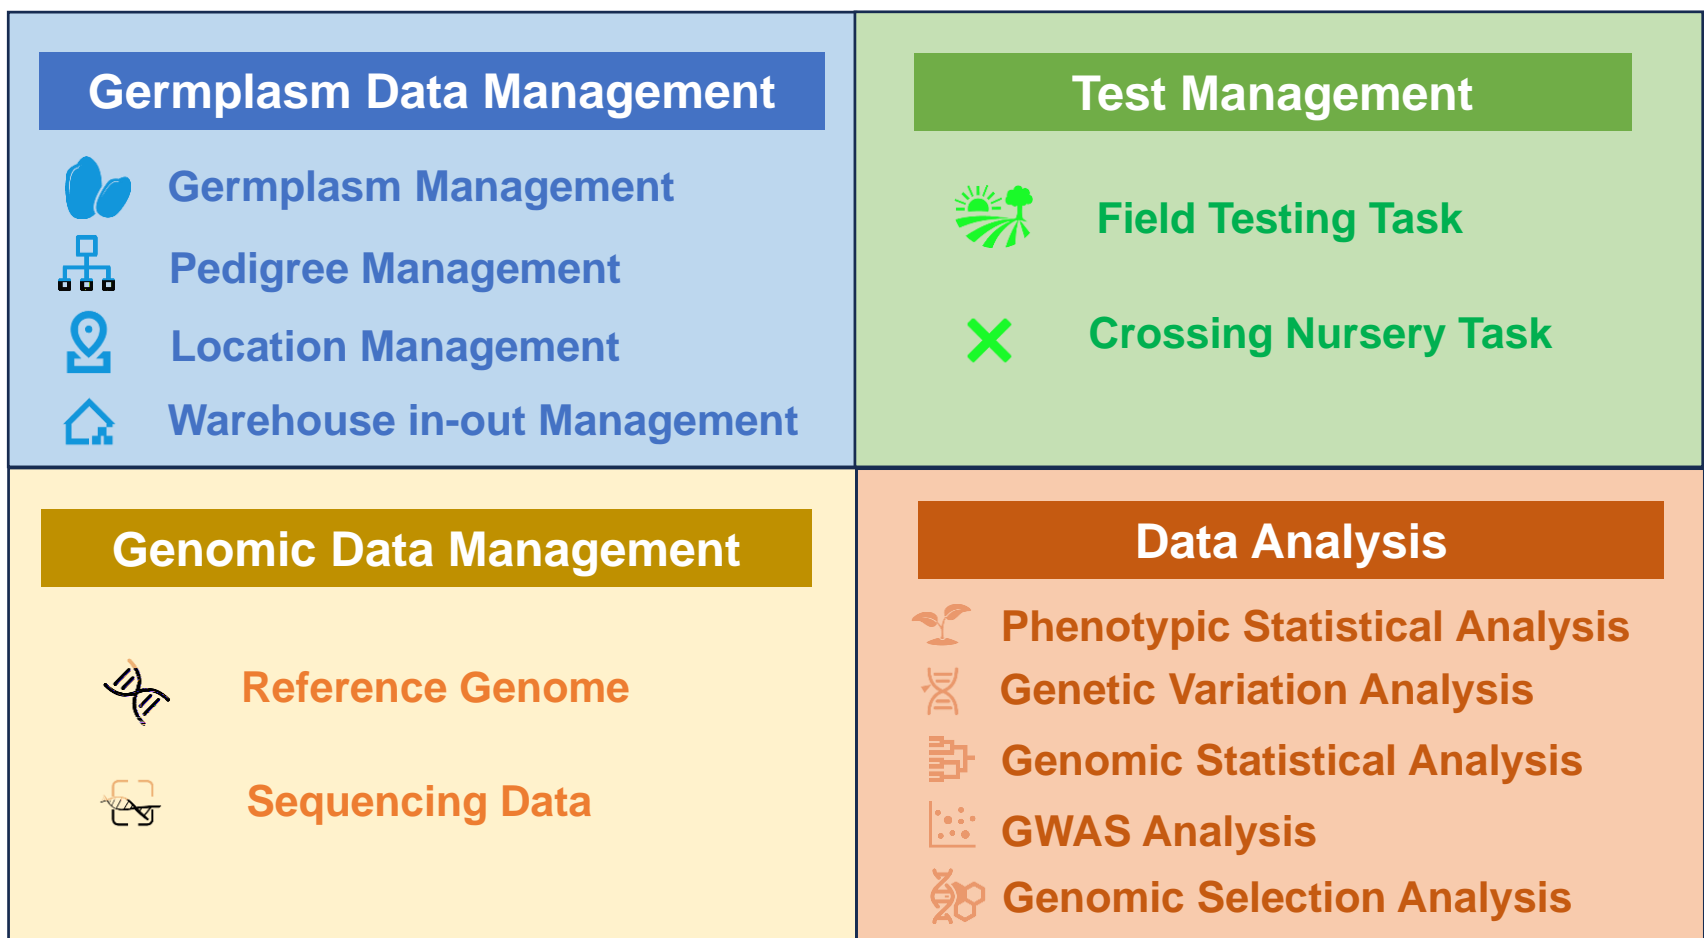 Germplasm Data Management
Germplasm Management
Pedigree Management
Location Management
Warehouse in-out Management
Test Management
Field Testing Task
Crossing Nursery Task
Genomic Data Management
Reference Genome
Sequencing Data
Data Analysis
Phenotypic Statistical Analysis
Genetic Variation Analysis
Genomic Statistical Analysis
GWAS Analysis
Genomic Selection Analysis